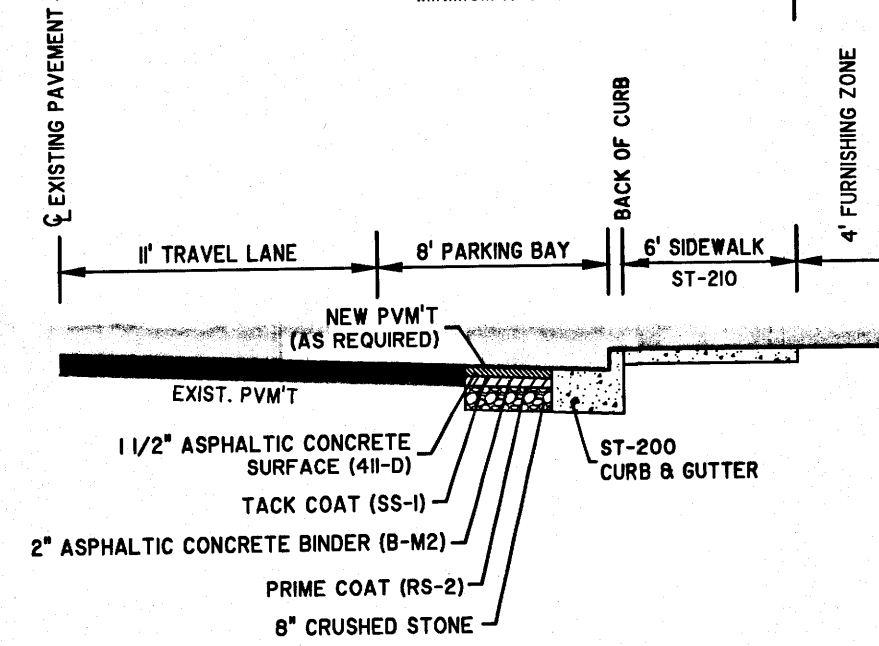 ℄ EXISTING PAVEMENT
BACK OF CURB
4' FURNISHING ZONE
11' TRAVEL LANE
8' PARKING BAY
6' SIDEWALK
ST-210
NEW PVM'T
(AS REQUIRED)
EXIST. PVM'T
1 1/2" ASPHALTIC CONCRETE
SURFACE (411-D)
TACK COAT (SS-1)
2" ASPHALTIC CONCRETE BINDER (B-M2)
PRIME COAT (RS-2)
8" CRUSHED STONE
ST-200
CURB & GUTTER